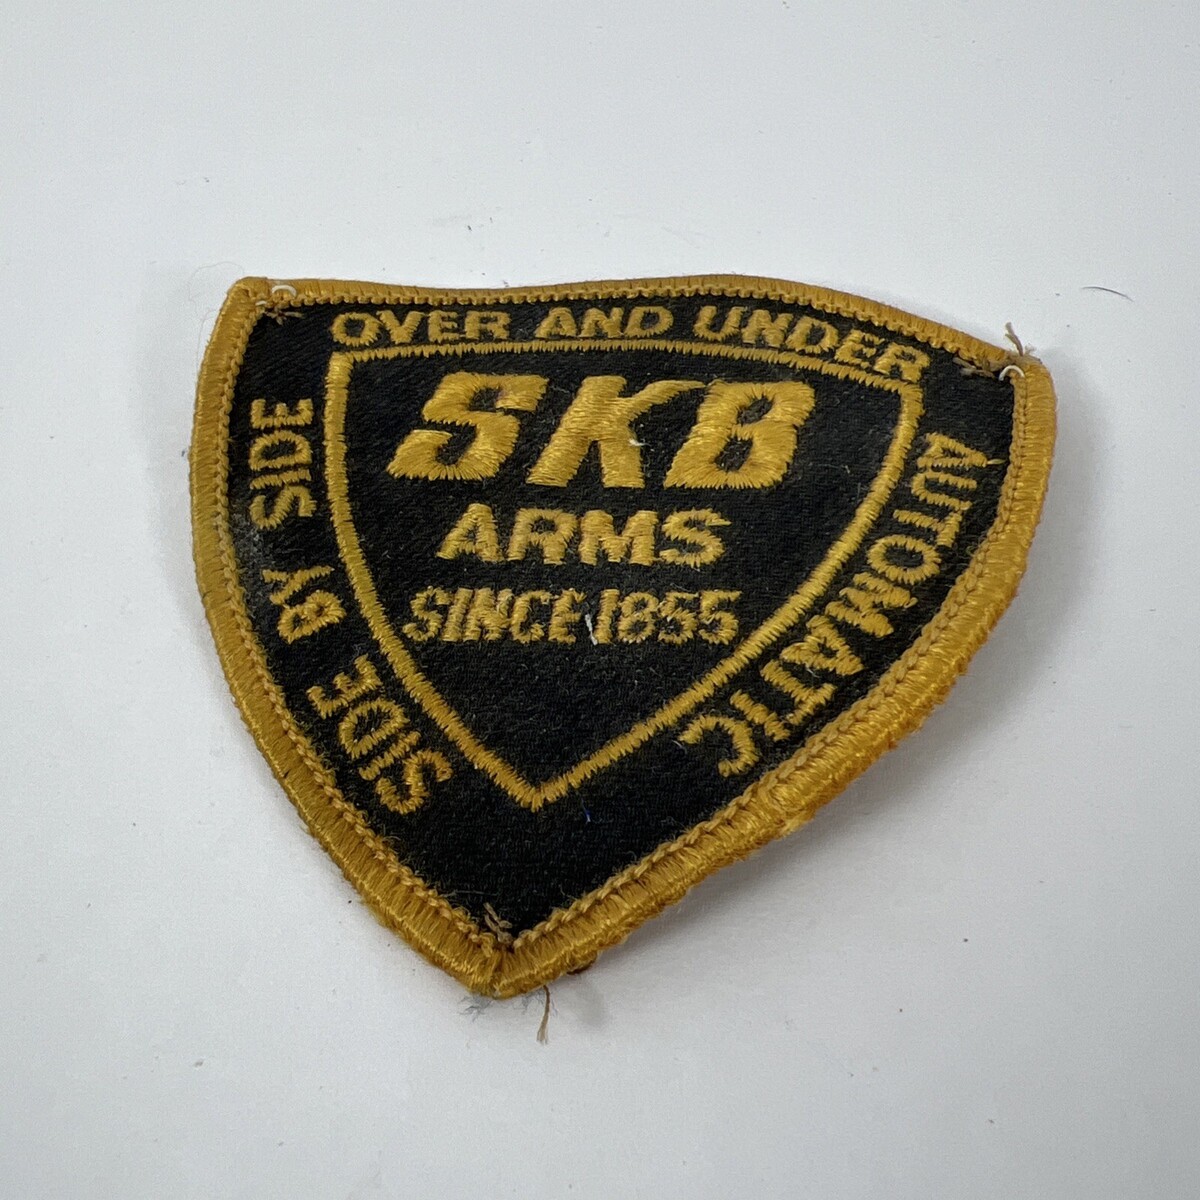 OVER AND UNDER
SIDE BY SIDE
SKB
ARMS
SINCE 1855
AUTOMATIC